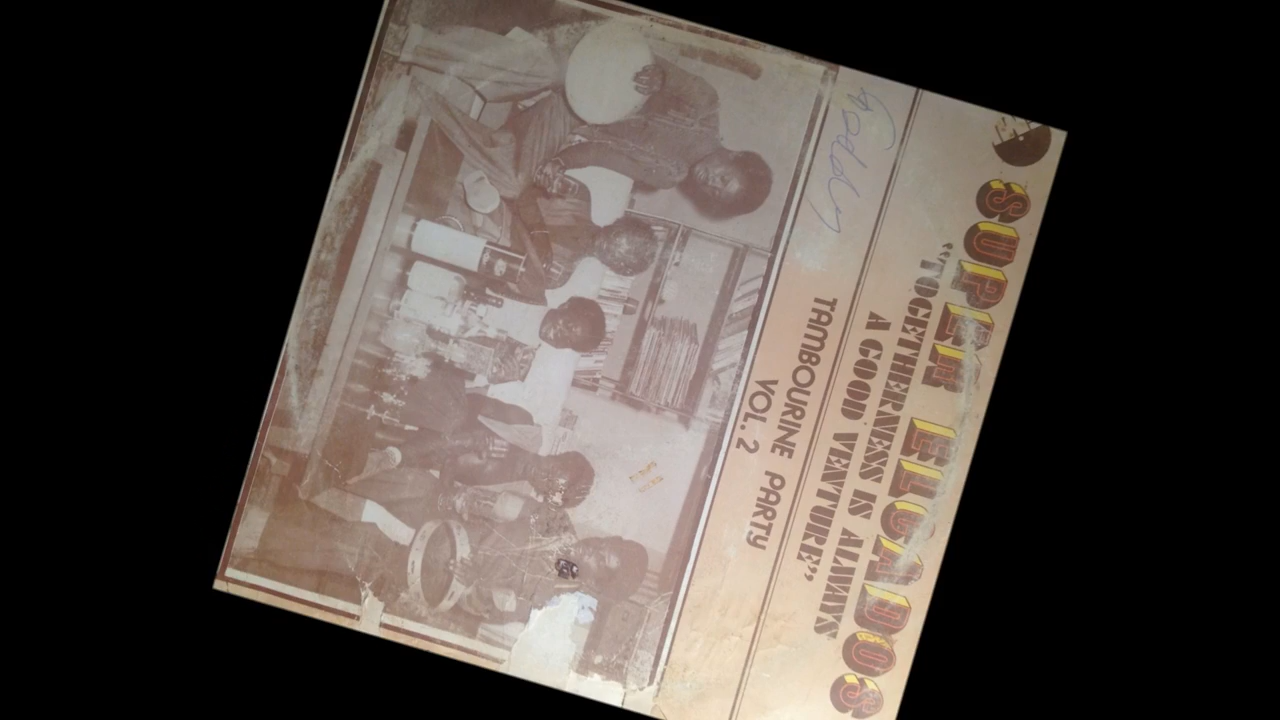 SUPER ELCADOS
“TOGETHERNESS IS ALWAYS
A GOOD VENTURE”
TAMBOURINE PARTY
VOL. 2